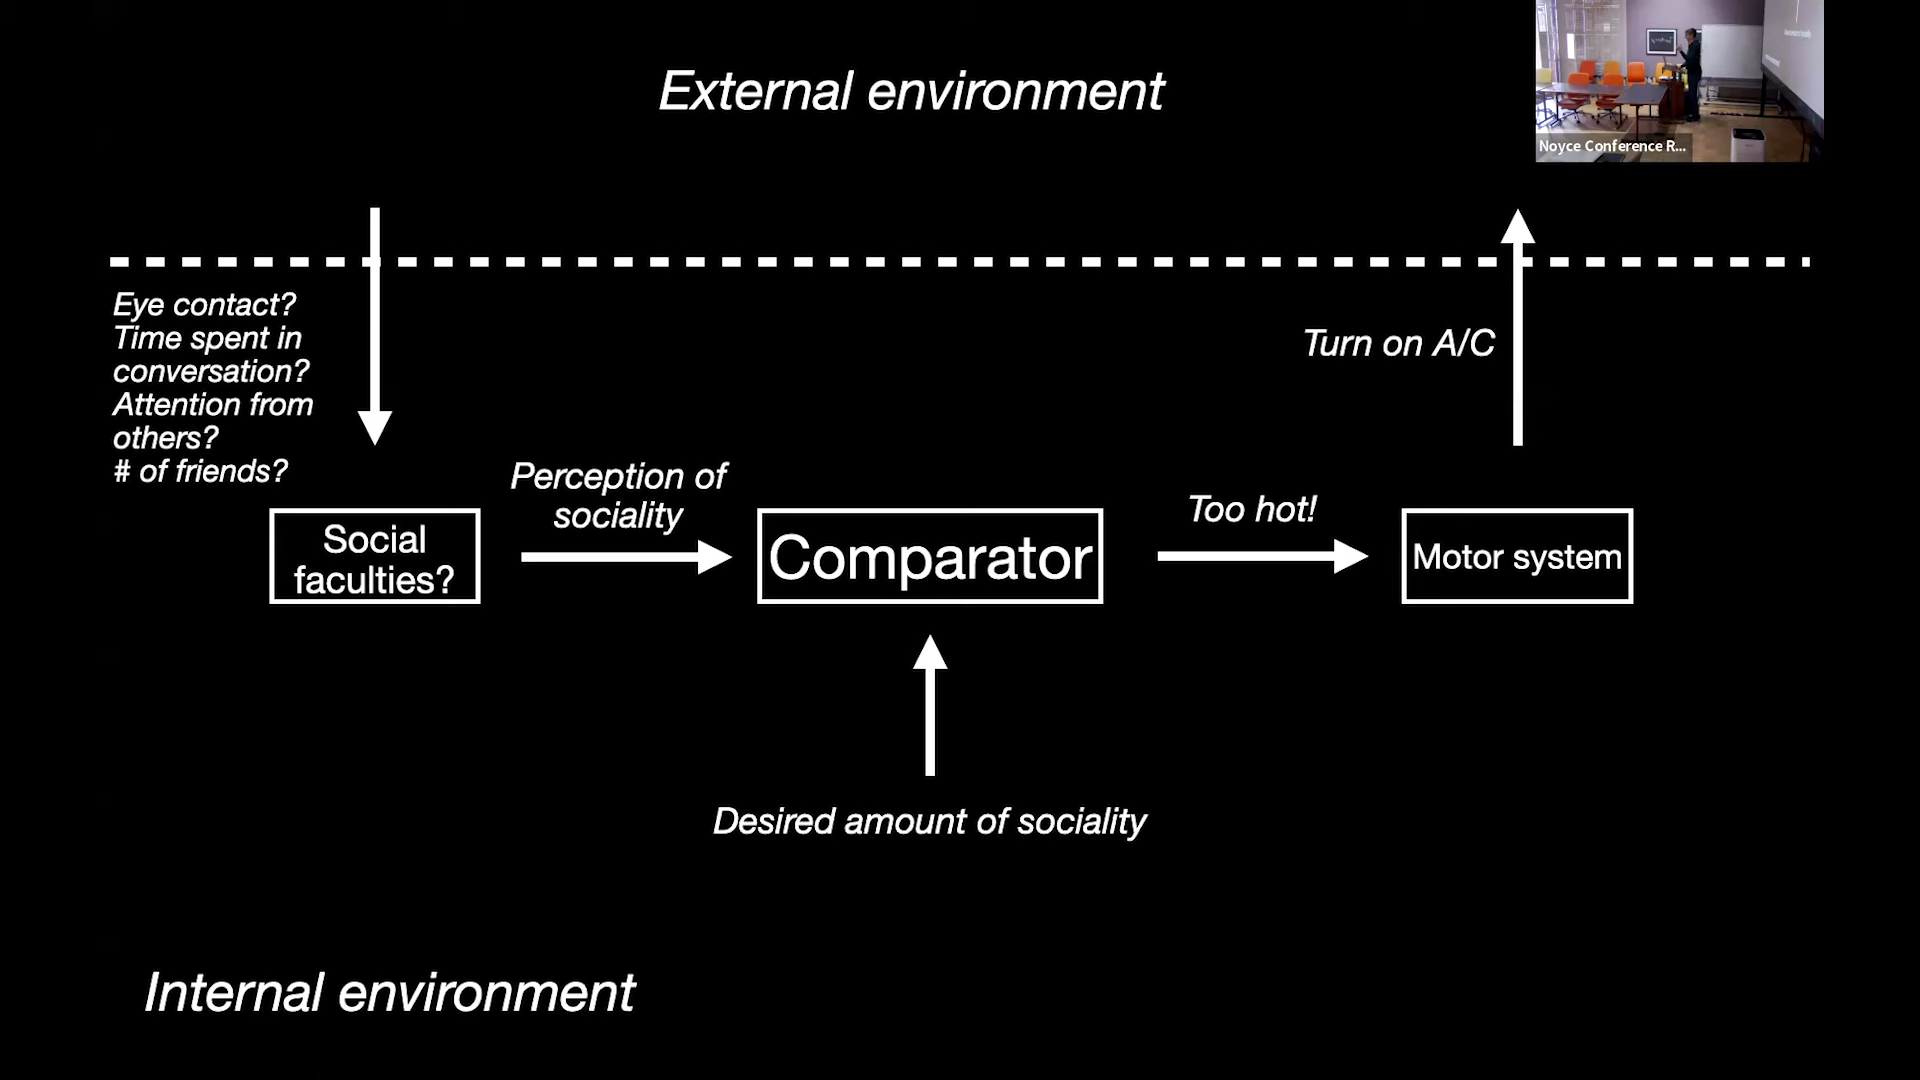 External environment
Noyce Conference R...
Eye contact?
Time spent in
conversation?
Attention from
others?
# of friends?
Turn on A/C
Perception of
sociality
Too hot!
Social
faculties?
Comparator
Motor system
Desired amount of sociality
Internal environment